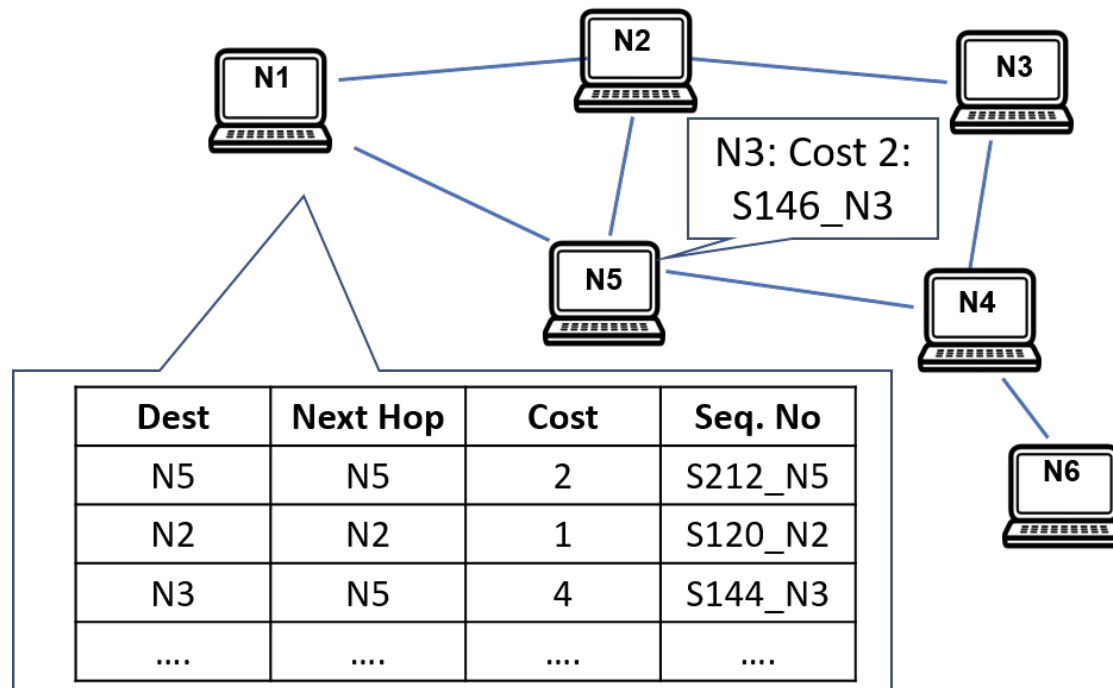 N1
N2
N3
N3: Cost 2:
S146_N3
N5
N4
N6
Dest Next Hop Cost Seq. No
N5 N5 2 S212_N5
N2 N2 1 S120_N2
N3 N5 4 S144_N3
.... .... .... ....